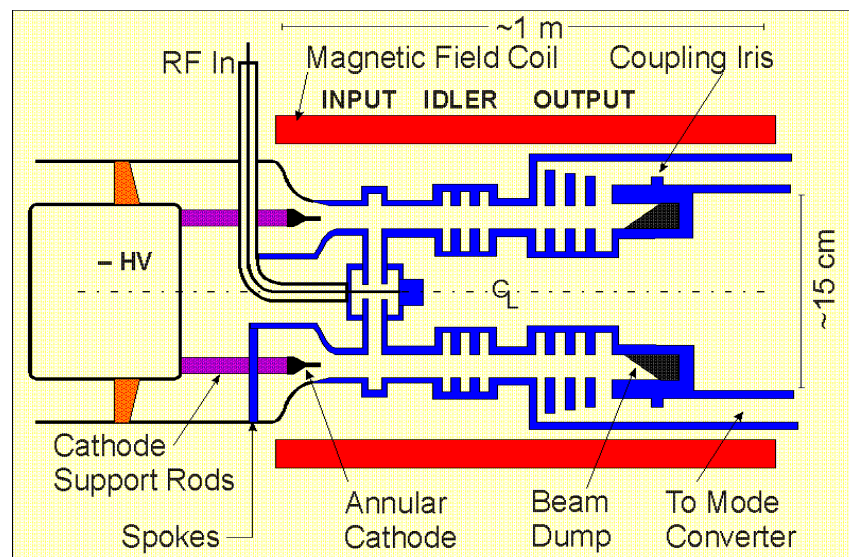 ~1 m
RF In
Magnetic Field Coil
Coupling Iris
INPUT
IDLER
OUTPUT
– HV
CL
~15 cm
Cathode
Support Rods
Spokes
Annular
Cathode
Beam
Dump
To Mode
Converter